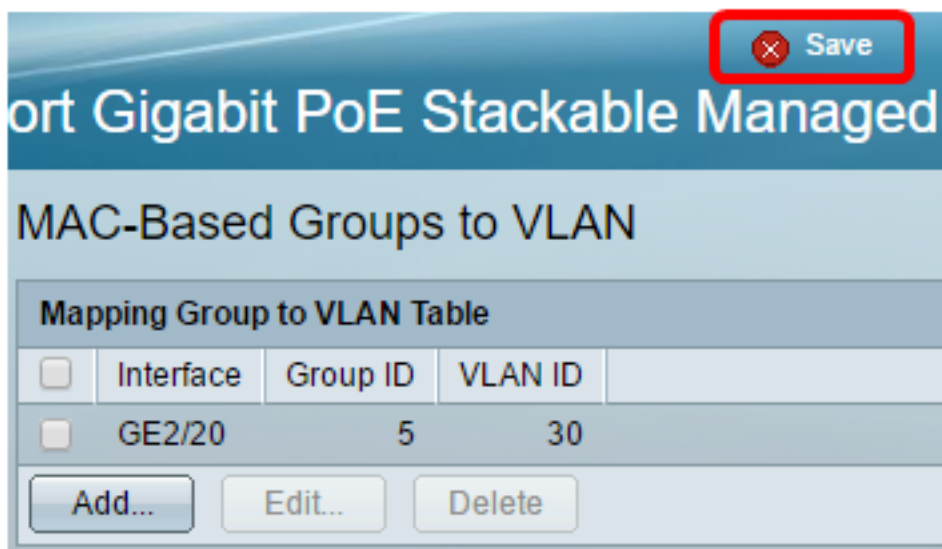 Save
ort Gigabit PoE Stackable Managed
MAC-Based Groups to VLAN
Mapping Group to VLAN Table
Interface Group ID VLAN ID
GE2/20 5 30
Add... Edit... Delete